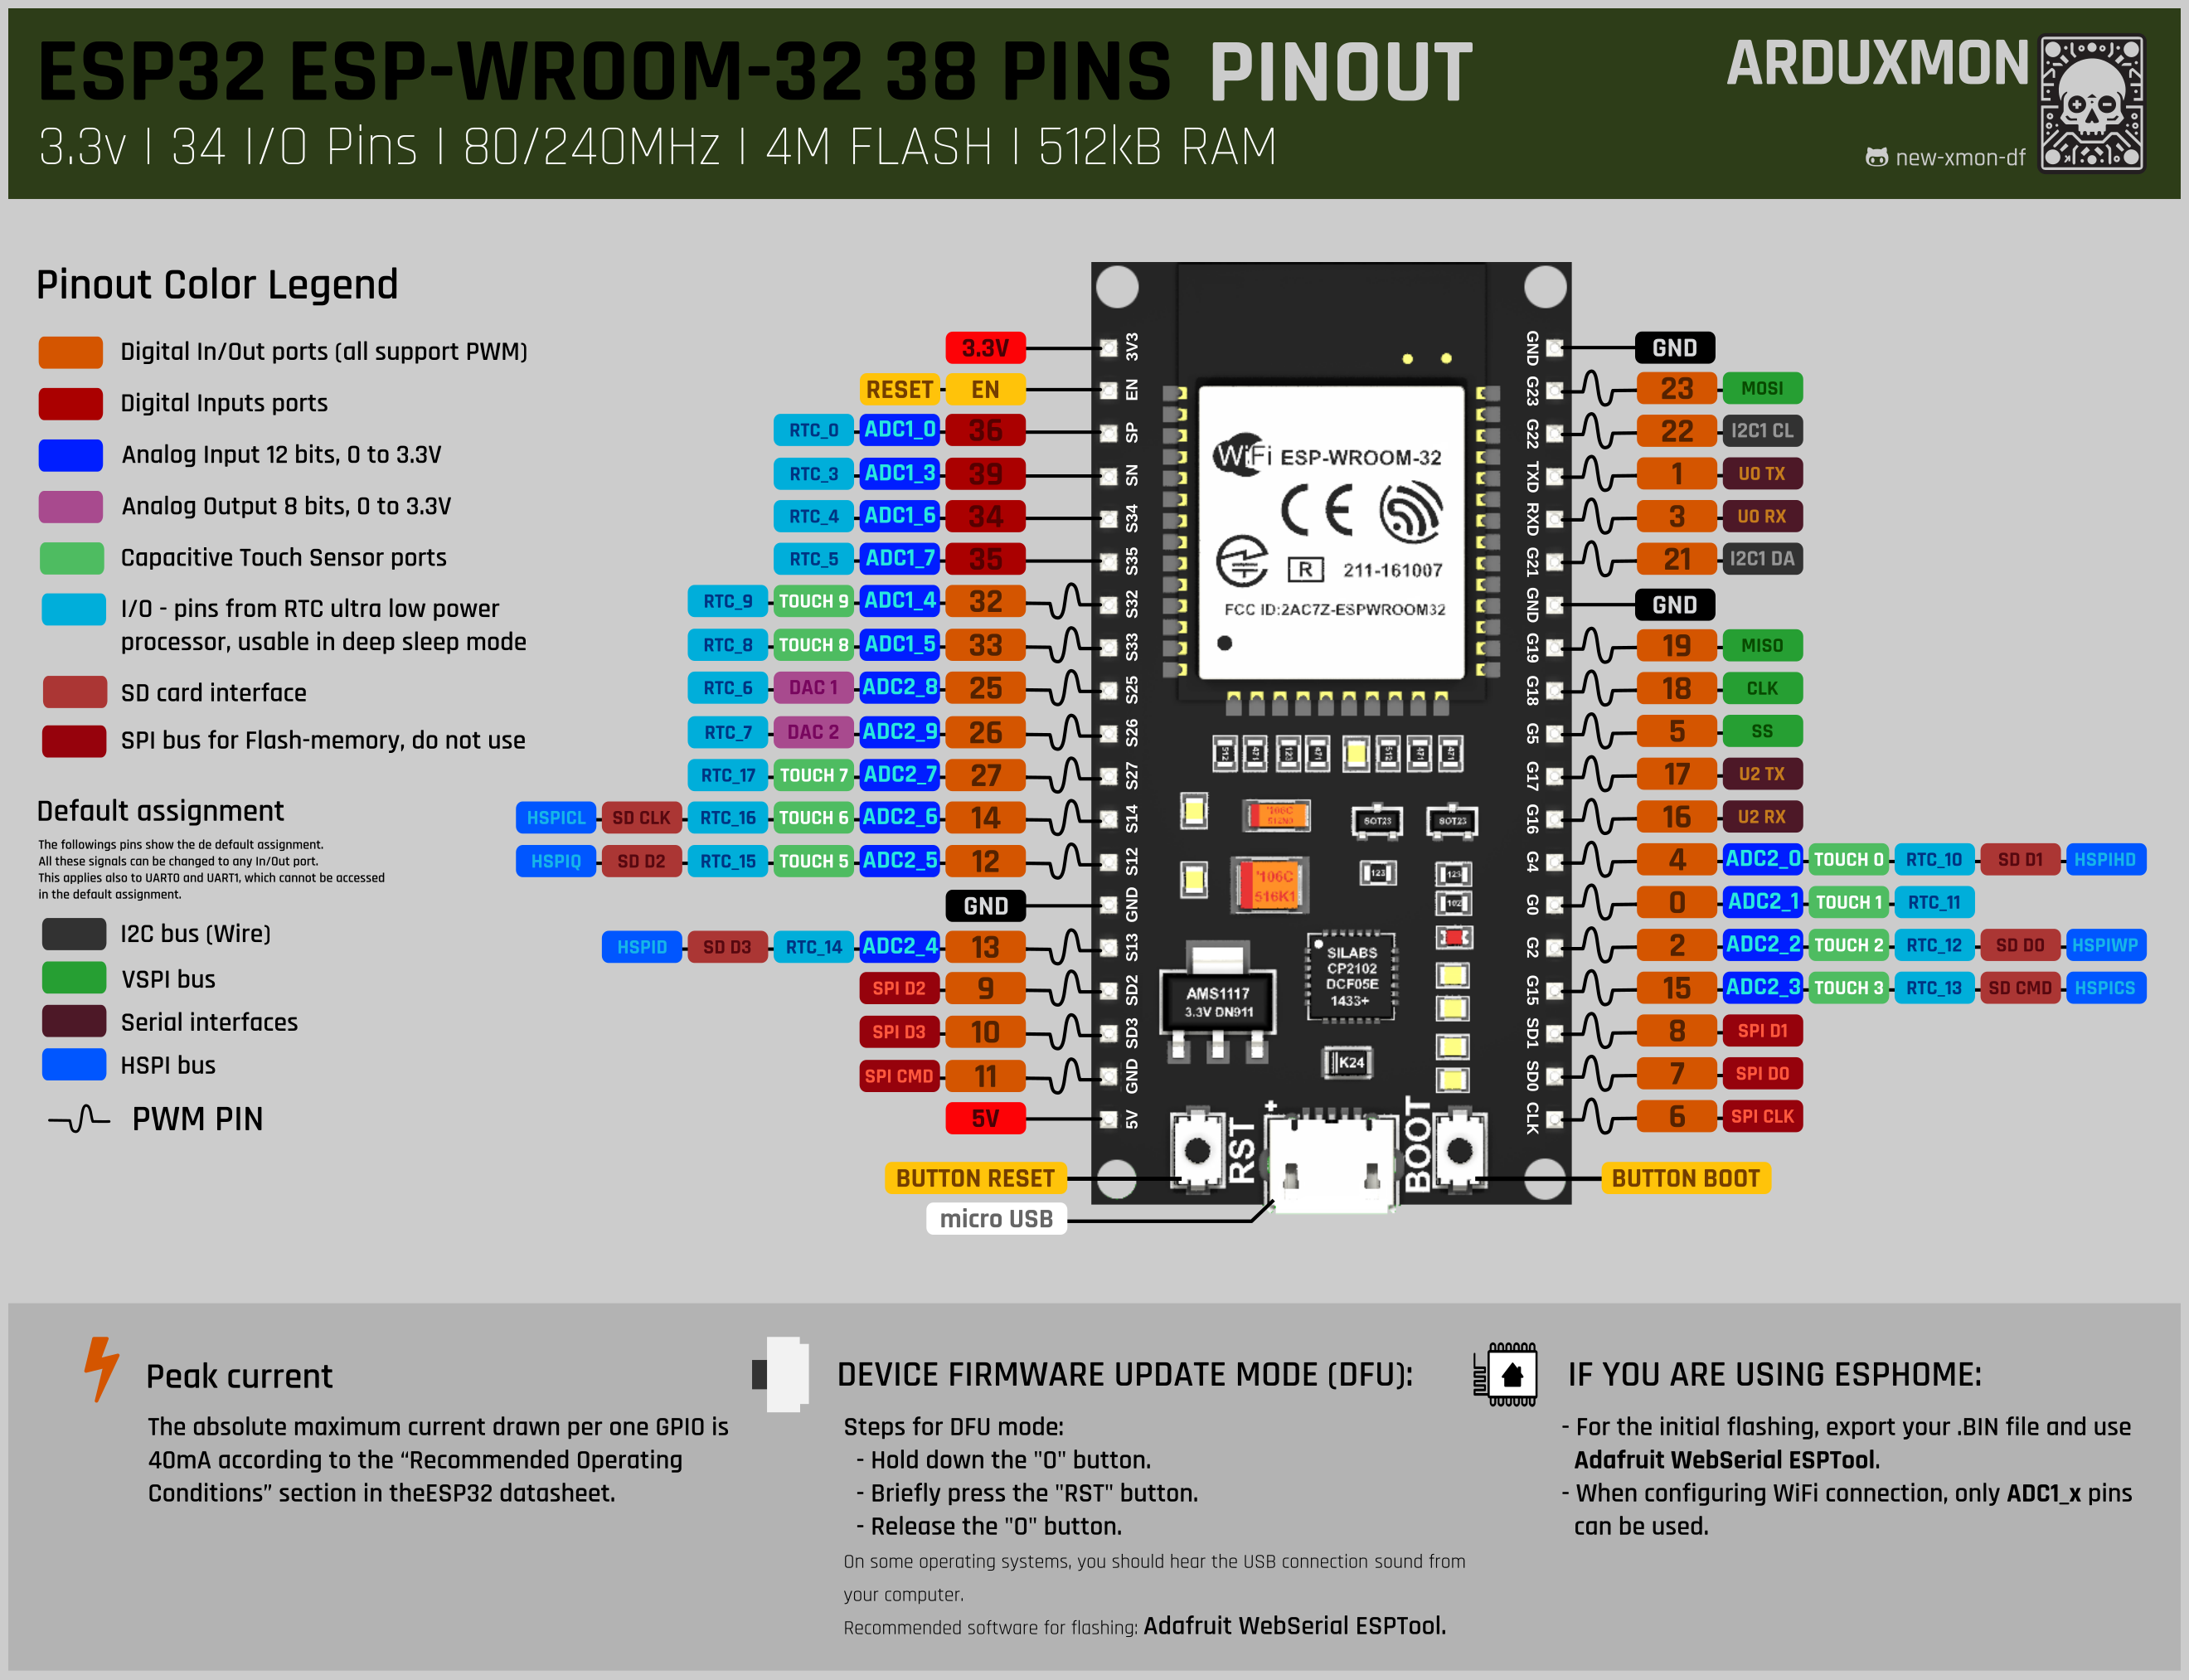 ESP32 ESP-WROOM-32 38 PINS PINOUT
3.3v | 34 I/O Pins | 80/240MHz | 4M FLASH | 512kB RAM
ARDUXMON
new-xmon-df
Pinout Color Legend
Digital In/Out ports (all support PWM)
Digital Inputs ports
Analog Input 12 bits, 0 to 3.3V
Analog Output 8 bits, 0 to 3.3V
Capacitive Touch Sensor ports
I/O - pins from RTC ultra low power
processor, usable in deep sleep mode
SD card interface
SPI bus for Flash-memory, do not use
Default assignment
The followings pins show the de default assignment.
All these signals can be changed to any In/Out port.
This applies also to UART0 and UART1, which cannot be accessed
in the default assignment.
I2C bus (Wire)
VSPI bus
Serial interfaces
HSPI bus
PWM PIN
3.3V 3V3
RESET EN EN
RTC_0 ADC1_0 36 SP
RTC_3 ADC1_3 39 SN
RTC_4 ADC1_6 34 S34
RTC_5 ADC1_7 35 S35
RTC_9 TOUCH 9 ADC1_4 32 S32
RTC_8 TOUCH 8 ADC1_5 33 S33
RTC_6 DAC 1 ADC2_8 25 S25
RTC_7 DAC 2 ADC2_9 26 S26
RTC_17 TOUCH 7 ADC2_7 27 S27
HSPICL SD CLK RTC_16 TOUCH 6 ADC2_6 14 S14
HSPIQ SD D2 RTC_15 TOUCH 5 ADC2_5 12 S12
GND GND
HSPID SD D3 RTC_14 ADC2_4 13 S13
SPI D2 9 SD2
SPI D3 10 SD3
SPI CMD 11 GND
5V 5V
BUTTON RESET
micro USB
WiFi ESP-WROOM-32
CE
R 211-161007
FCC ID:2AC7Z-ESPWROOM32
SOT23 SOT23
'106C
516K1
123 123
102
SILABS
CP2102
DCF05E
1433+
AMS1117
3.3V DN911
K24
RST
BOOT
GND GND
G23 23 MOSI
G22 22 I2C1 CL
TXD 1 U0 TX
RXD 3 U0 RX
G21 21 I2C1 DA
GND GND
G19 19 MISO
G18 18 CLK
G5 5 SS
G17 17 U2 TX
G16 16 U2 RX
G4 4 ADC2_0 TOUCH 0 RTC_10 SD D1 HSPIHD
G0 0 ADC2_1 TOUCH 1 RTC_11
G2 2 ADC2_2 TOUCH 2 RTC_12 SD D0 HSPIWP
G15 15 ADC2_3 TOUCH 3 RTC_13 SD CMD HSPICS
SD1 8 SPI D1
SD0 7 SPI D0
CLK 6 SPI CLK
BUTTON BOOT
Peak current
The absolute maximum current drawn per one GPIO is
40mA according to the “Recommended Operating
Conditions” section in theESP32 datasheet.
DEVICE FIRMWARE UPDATE MODE (DFU):
Steps for DFU mode:
- Hold down the "0" button.
- Briefly press the "RST" button.
- Release the "0" button.
On some operating systems, you should hear the USB connection sound from
your computer.
Recommended software for flashing: Adafruit WebSerial ESPTool.
IF YOU ARE USING ESPHOME:
- For the initial flashing, export your .BIN file and use
Adafruit WebSerial ESPTool.
- When configuring WiFi connection, only ADC1_x pins
can be used.